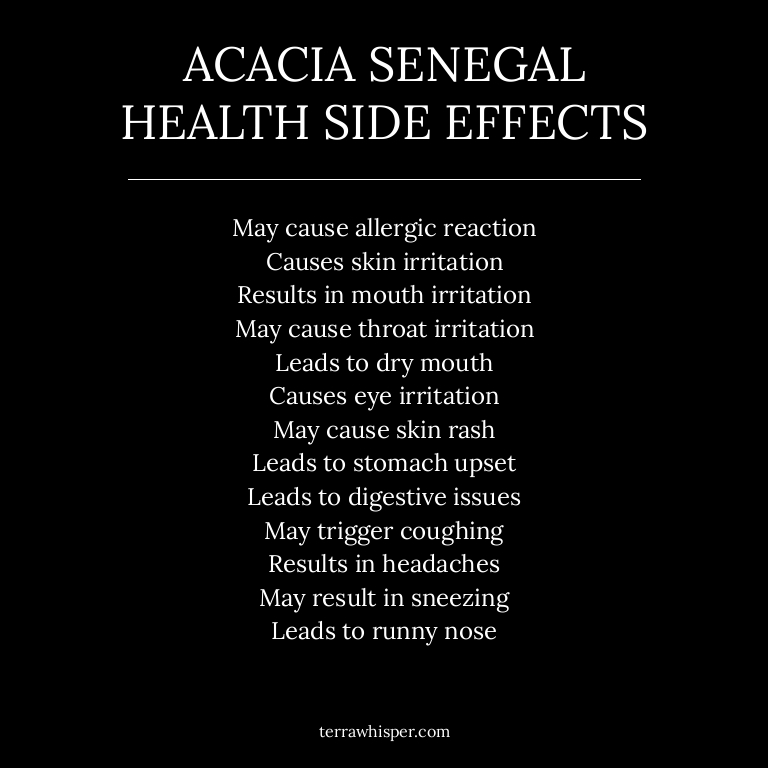 ACACIA SENEGAL
HEALTH SIDE EFFECTS
May cause allergic reaction
Causes skin irritation
Results in mouth irritation
May cause throat irritation
Leads to dry mouth
Causes eye irritation
May cause skin rash
Leads to stomach upset
Leads to digestive issues
May trigger coughing
Results in headaches
May result in sneezing
Leads to runny nose
terrawhisper.com